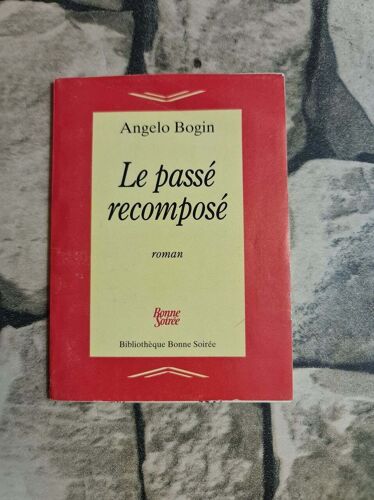 Angelo Bogin
Le passé
recomposé
roman
Bonne
Soirée
Bibliothèque Bonne Soirée